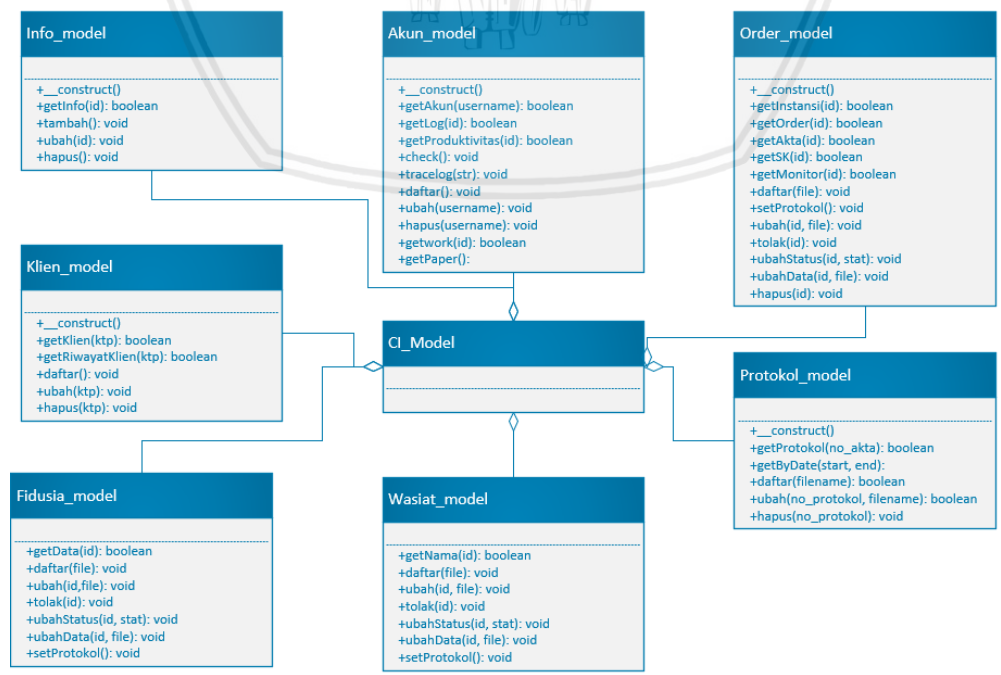 Info_model
+__construct()
+getInfo(id): boolean
+tambah(): void
+ubah(id): void
+hapus(): void
Akun_model
+__construct()
+getAkun(username): boolean
+getLog(id): boolean
+getProduktivitas(id): boolean
+check(): void
+tracelog(str): void
+daftar(): void
+ubah(username): void
+hapus(username): void
+getwork(id): boolean
+getPaper():
Order_model
+__construct()
+getInstansi(id): boolean
+getOrder(id): boolean
+getAkta(id): boolean
+getSK(id): boolean
+getMonitor(id): boolean
+daftar(file): void
+setProtokol(): void
+ubah(id, file): void
+tolak(id): void
+ubahStatus(id, stat): void
+ubahData(id, file): void
+hapus(id): void
Klien_model
+__construct()
+getKlien(ktp): boolean
+getRiwayatKlien(ktp): boolean
+daftar(): void
+ubah(ktp): void
+hapus(ktp): void
CI_Model
Protokol_model
+__construct()
+getProtokol(no_akta): boolean
+getByDate(start, end):
+daftar(filename): boolean
+ubah(no_protokol, filename): boolean
+hapus(no_protokol): void
Fidusia_model
+getData(id): boolean
+daftar(file): void
+ubah(id,file): void
+tolak(id): void
+ubahStatus(id, stat): void
+ubahData(id, file): void
+setProtokol(): void
Wasiat_model
+getNama(id): boolean
+daftar(file): void
+ubah(id, file): void
+tolak(id): void
+ubahStatus(id, stat): void
+ubahData(id, file): void
+setProtokol(): void